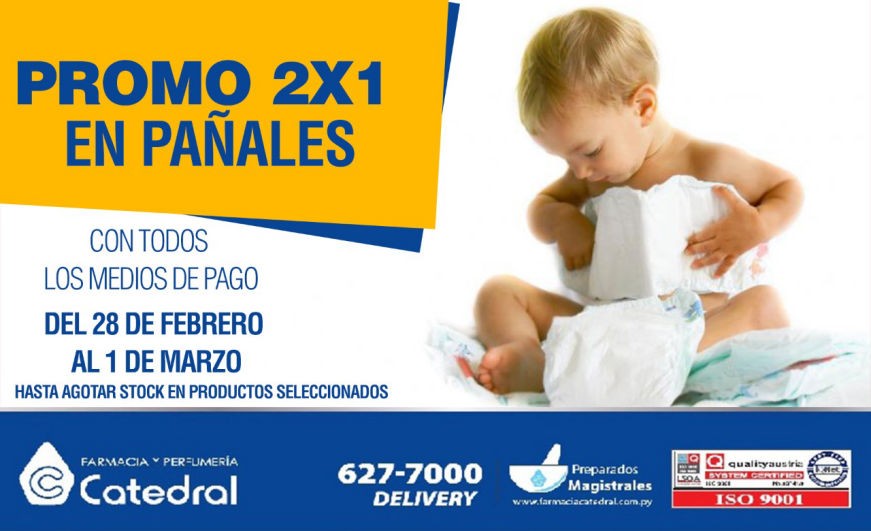 PROMO 2X1
EN PAÑALES
CON TODOS
LOS MEDIOS DE PAGO
DEL 28 DE FEBRERO
AL 1 DE MARZO
HASTA AGOTAR STOCK EN PRODUCTOS SELECCIONADOS
FARMACIA Y PERFUMERÍA
Catedral
627-7000
DELIVERY
Preparados
Magistrales
www.farmaciacatedral.com.py
qualityaustria
SYSTEM CERTIFIED
ISO 9001